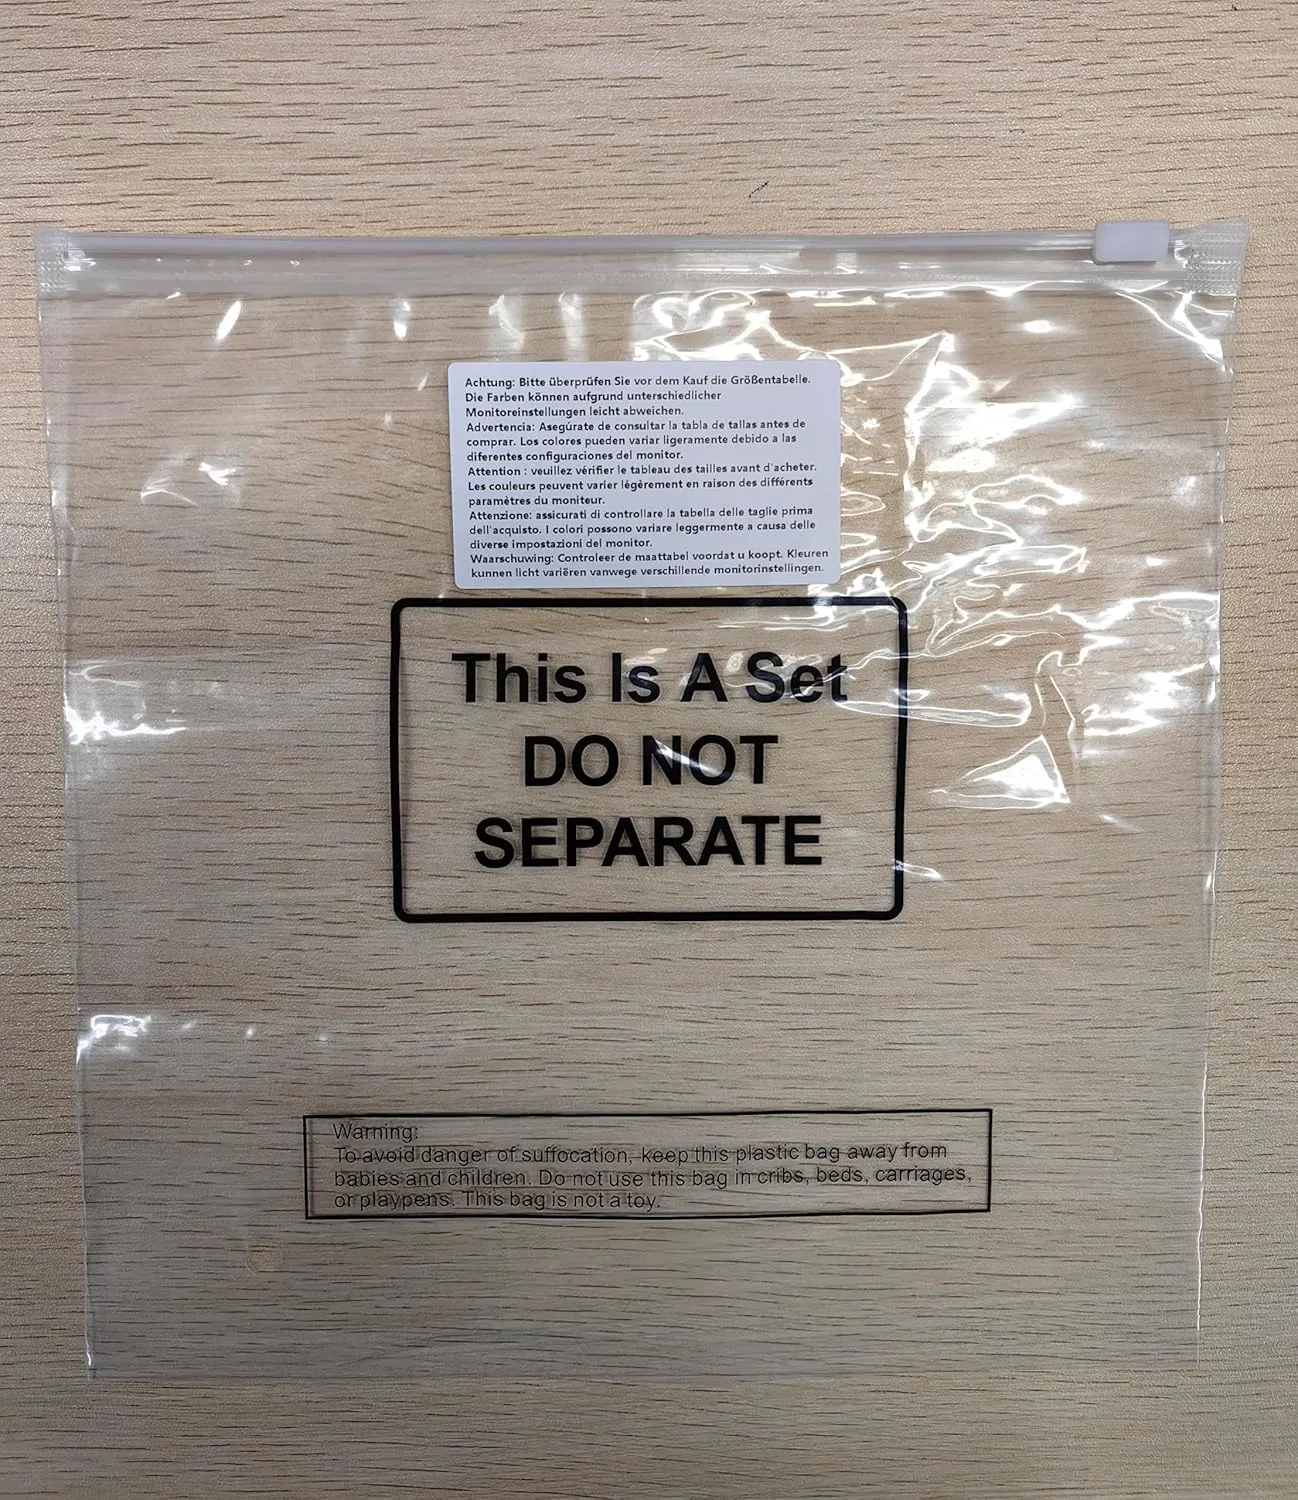 Achtung: Bitte überprüfen Sie vor dem Kauf die Größentabelle.
Die Farben können aufgrund unterschiedlicher
Monitoreinstellungen leicht abweichen.
Advertencia: Asegúrate de consultar la tabla de tallas antes de
comprar. Los colores pueden variar ligeramente debido a las
diferentes configuraciones del monitor.
Attention : veuillez vérifier le tableau des tailles avant d'acheter.
Les couleurs peuvent varier légèrement en raison des différents
paramètres du moniteur.
Attenzione: assicurati di controllare la tabella delle taglie prima
dell'acquisto. I colori possono variare leggermente a causa delle
diverse impostazioni del monitor.
Waarschuwing: Controleer de maattabel voordat u koopt. Kleuren
kunnen licht variëren vanwege verschillende monitorinstellingen.
This Is A Set
DO NOT
SEPARATE
Warning:
To avoid danger of suffocation, keep this plastic bag away from
babies and children. Do not use this bag in cribs, beds, carriages,
or playpens. This bag is not a toy.